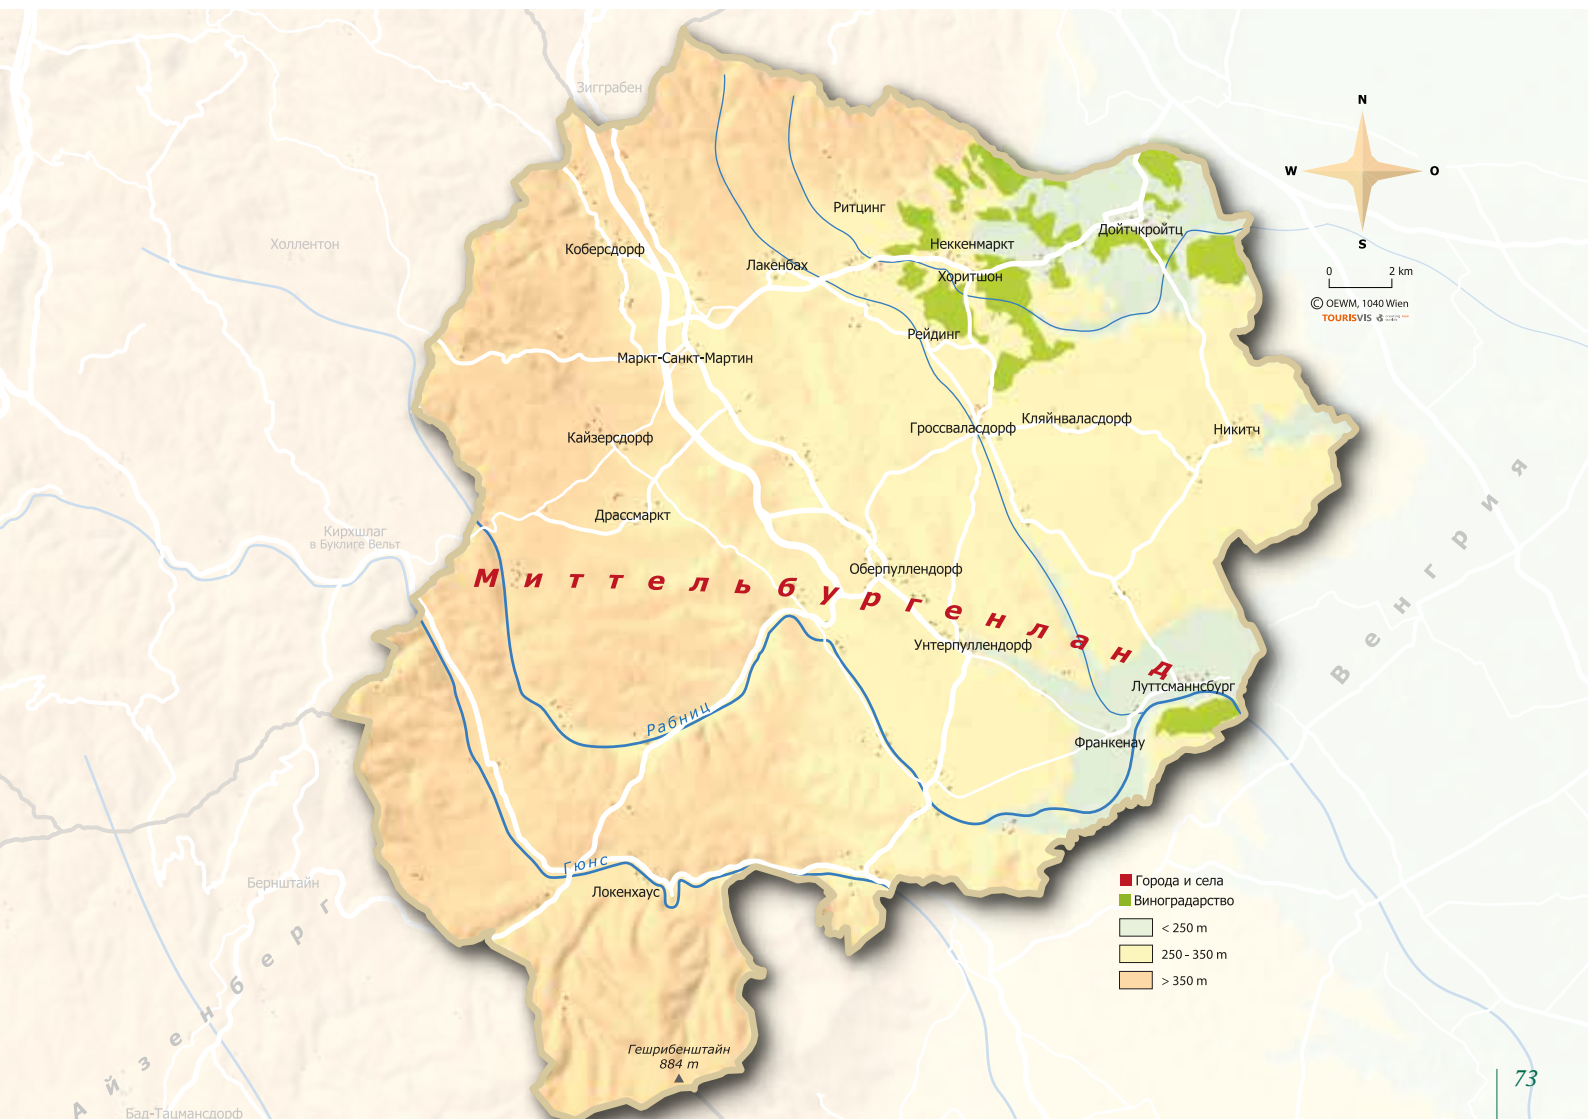 Зигграбен
N
W
O
S
Холлентон
Ритцинг
Коберсдорф
Неккенмаркт
Дойтчкройтц
Лакенбах
Хоритшон
0 2 km
© OEWM, 1040 Wien
TOURISVIS
Рейдинг
Маркт-Санкт-Мартин
Кайзерсдорф
Гроссваласдорф
Кляйнваласдорф
Никитч
Драссмаркт
Кирхшлаг
в Буклиге Вельт
Оберпуллендорф
Миттельбургенланд
Венгрия
Унтерпуллендорф
Луттсманнсбург
Рабниц
Франкенау
Гюнс
Локенхаус
Бернштайн
Айзенберг
Города и села
Виноградарство
< 250 m
250 - 350 m
> 350 m
Гешрибенштайн
884 m
Бад-Тацмансдорф
73